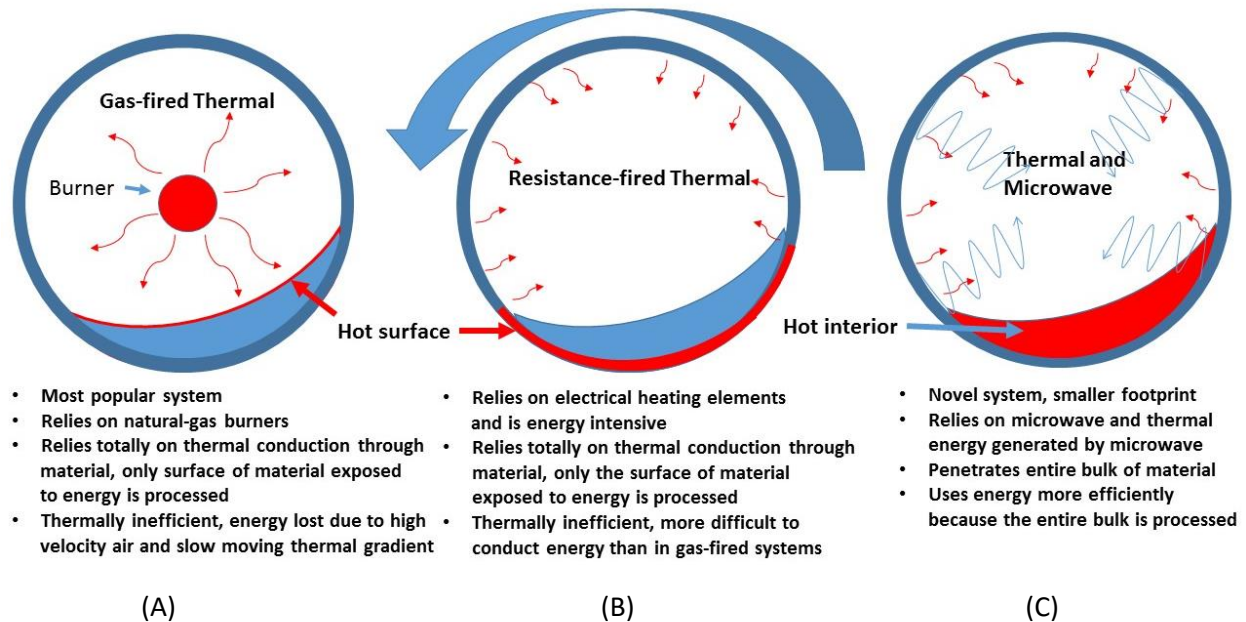 Gas-fired Thermal
Burner
Resistance-fired Thermal
Thermal and
Microwave
Hot surface
Hot interior
• Most popular system
• Relies on natural-gas burners
• Relies totally on thermal conduction through
material, only surface of material exposed
to energy is processed
• Thermally inefficient, energy lost due to high
velocity air and slow moving thermal gradient
• Relies on electrical heating elements
and is energy intensive
• Relies totally on thermal conduction through
material, only the surface of material
exposed to energy is processed
• Thermally inefficient, more difficult to
conduct energy than in gas-fired systems
• Novel system, smaller footprint
• Relies on microwave and thermal
energy generated by microwave
• Penetrates entire bulk of material
• Uses energy more efficiently
because the entire bulk is processed
(A)
(B)
(C)